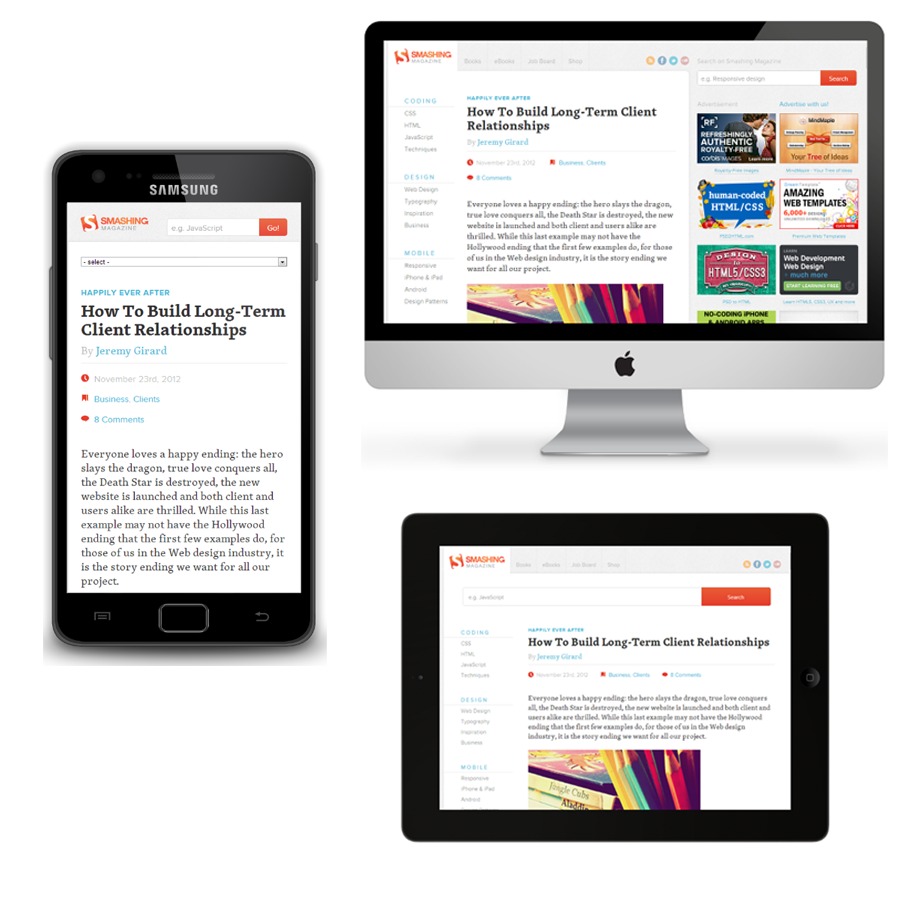 SAMSUNG
SMASHING
MAGAZINE
e.g. JavaScript
Go!
- select -
HAPPILY EVER AFTER
How To Build Long-Term
Client Relationships
By Jeremy Girard
November 23rd, 2012
Business, Clients
8 Comments
Everyone loves a happy ending: the hero
slays the dragon, true love conquers all,
the Death Star is destroyed, the new
website is launched and both client and
users alike are thrilled. While this last
example may not have the Hollywood
ending that the first few examples do, for
those of us in the Web design industry, it
is the story ending we want for all our
project.
SMASHING
MAGAZINE
Books eBooks Job Board Shop
Search on Smashing Magazine
e.g. Responsive design
Search
CODING
CSS
HTML
JavaScript
Techniques
DESIGN
Web Design
Typography
Inspiration
Business
MOBILE
Responsive
iPhone & iPad
Android
Design Patterns
HAPPILY EVER AFTER
How To Build Long-Term Client
Relationships
By Jeremy Girard
November 23rd, 2012 Business, Clients
8 Comments
Everyone loves a happy ending: the hero slays the dragon,
true love conquers all, the Death Star is destroyed, the new
website is launched and both client and users alike are
thrilled. While this last example may not have the
Hollywood ending that the first few examples do, for those
of us in the Web design industry, it is the story ending we
want for all our project.
Advertisement Advertise with us!
RF
REFRESHINGLY
AUTHENTIC
ROYALTY-FREE
corbis IMAGES Learn more
Royalty-Free Images
MindMaple
Your Tree of Ideas
MindMaple - Your Tree of Ideas
human-coded
HTML/CSS
PSD2HTML.com
DreamTemplate
AMAZING
WEB TEMPLATES
6,000+ DESIGNS
UNLIMITED DOWNLOADS
Premium Web Templates
DESIGN
to
HTML5/CSS3
PSD to HTML
LEARN
Web Development
Web Design
+ much more
START LEARNING FREE
Learn HTML5, CSS3, UX and more
NO-CODING iPHONE
& ANDROID APPS
SMASHING
MAGAZINE
Books eBooks Job Board Shop
e.g. JavaScript
Search
CODING
CSS
HTML
JavaScript
Techniques
DESIGN
Web Design
Typography
Inspiration
Business
MOBILE
Responsive
iPhone & iPad
Android
HAPPILY EVER AFTER
How To Build Long-Term Client Relationships
By Jeremy Girard
November 23rd, 2012 Business, Clients 8 Comments
Everyone loves a happy ending: the hero slays the dragon, true love conquers
all, the Death Star is destroyed, the new website is launched and both client and
users alike are thrilled. While this last example may not have the Hollywood
ending that the first few examples do, for those of us in the Web design
industry, it is the story ending we want for all our project.
Jungle Cubs
Aladdin